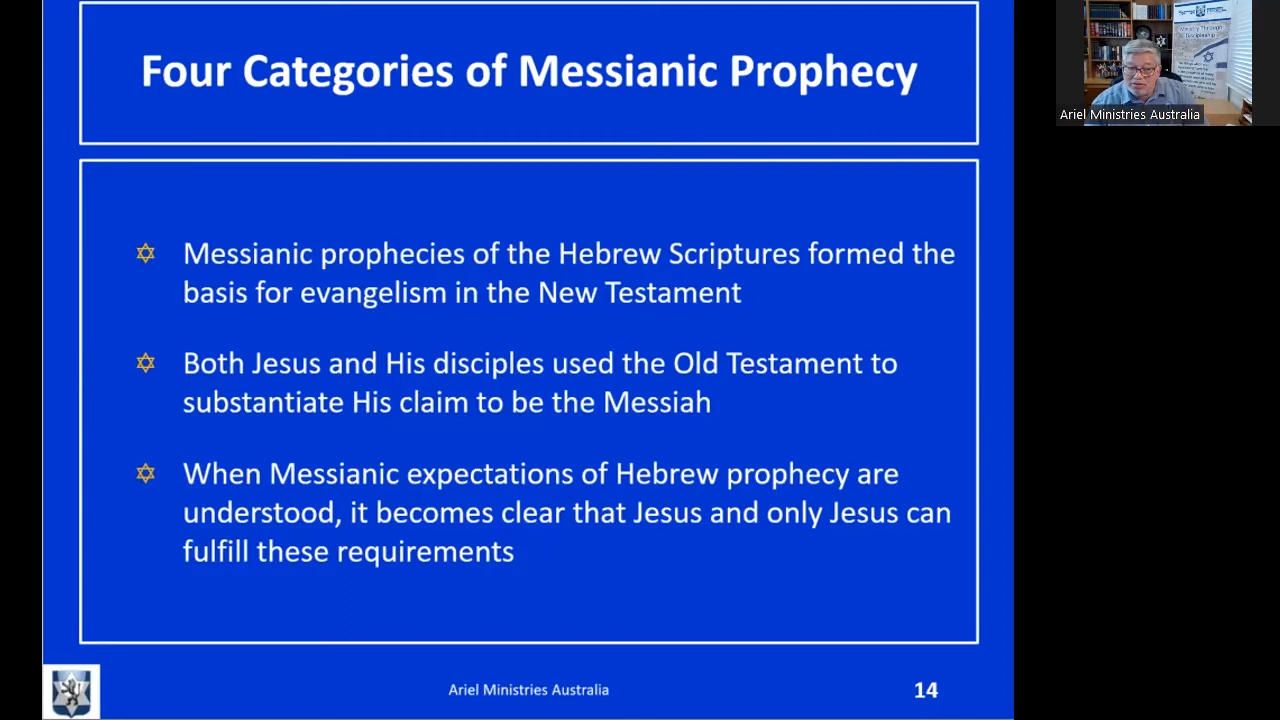 Four Categories of Messianic Prophecy
Messianic prophecies of the Hebrew Scriptures formed the
basis for evangelism in the New Testament
Both Jesus and His disciples used the Old Testament to
substantiate His claim to be the Messiah
When Messianic expectations of Hebrew prophecy are
understood, it becomes clear that Jesus and only Jesus can
fulfill these requirements
Ariel Ministries Australia
14
Ministry Through
Discipleship
Ariel Ministries Australia